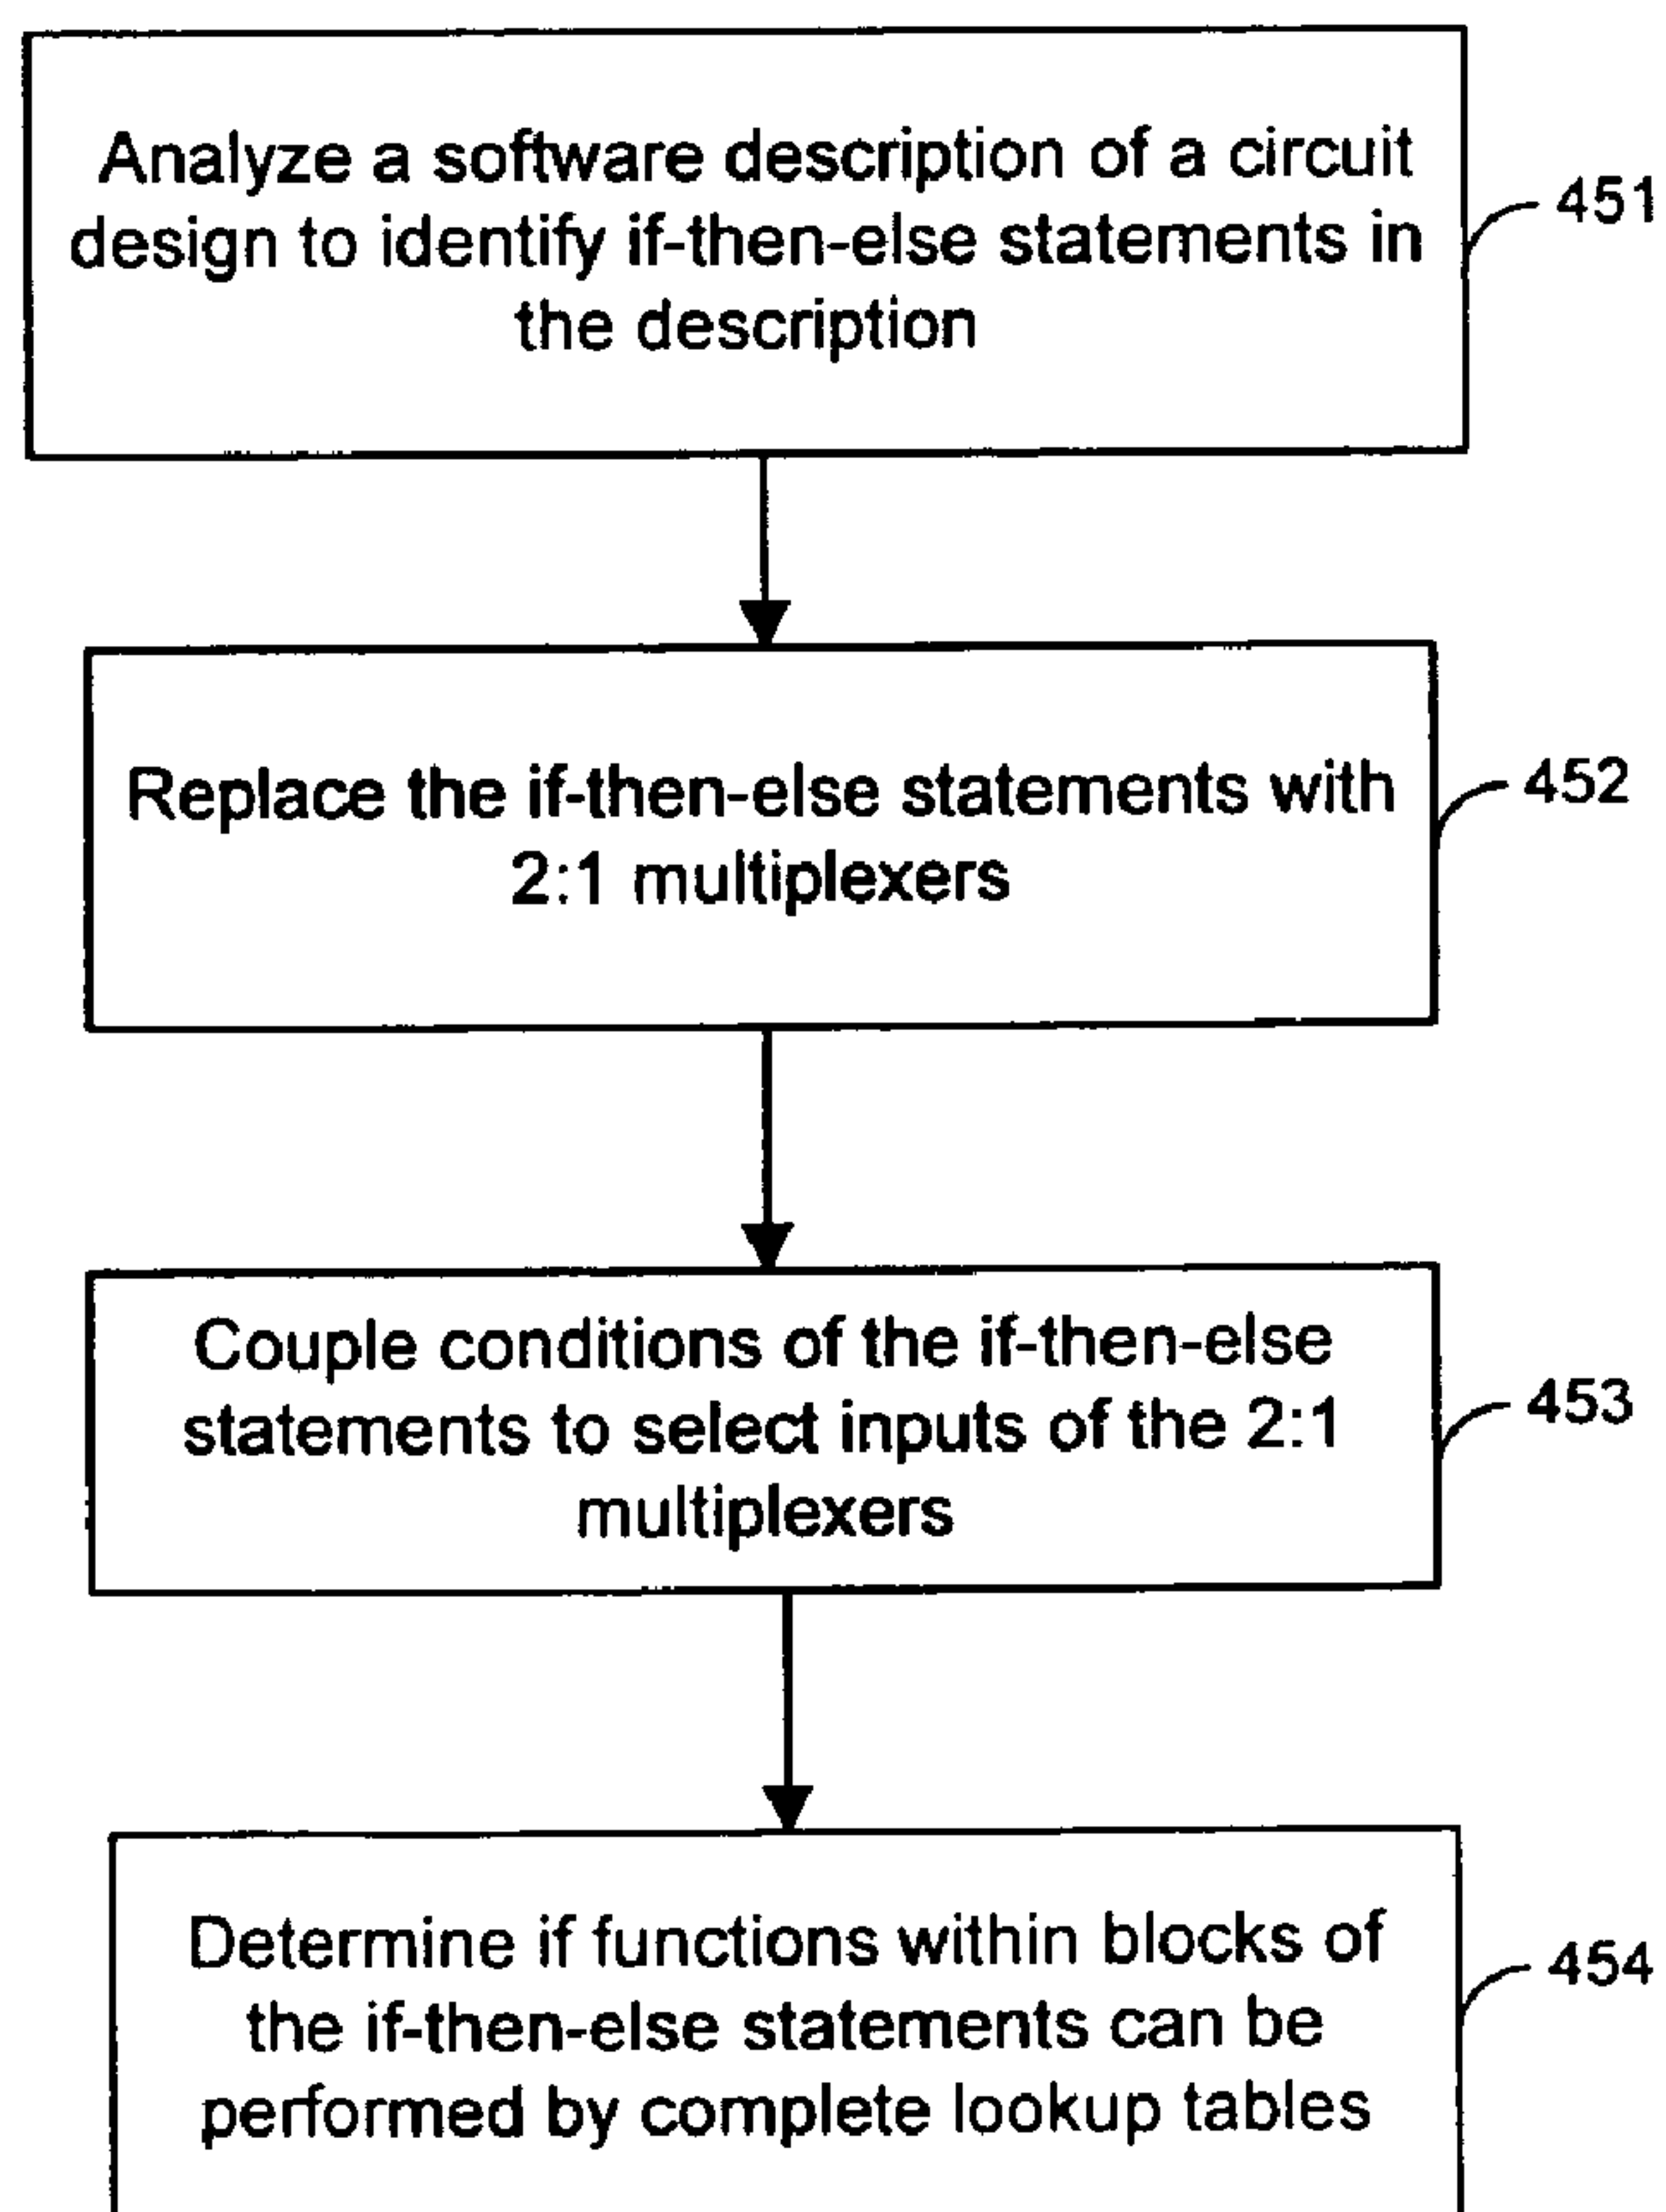 Analyze a software description of a circuit
design to identify if-then-else statements in
the description
451
Replace the if-then-else statements with
2:1 multiplexers
452
Couple conditions of the if-then-else
statements to select inputs of the 2:1
multiplexers
453
Determine if functions within blocks of
the if-then-else statements can be
performed by complete lookup tables
454